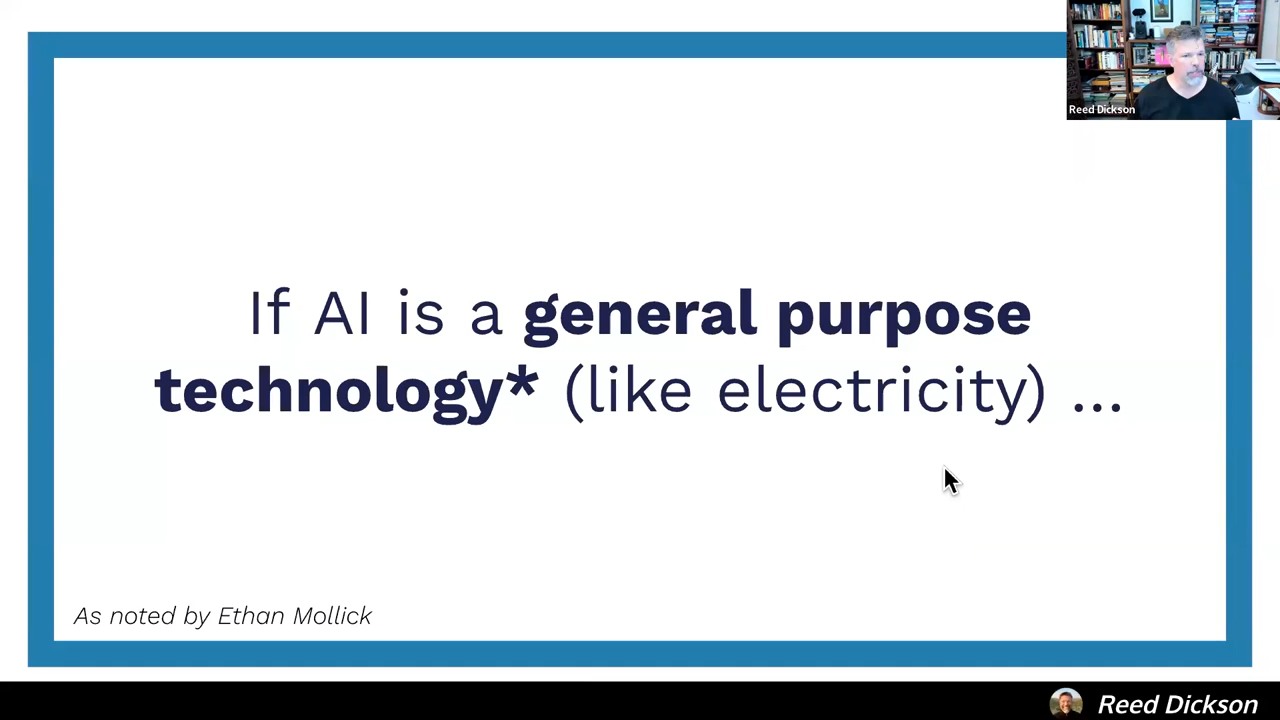 Reed Dickson
If AI is a general purpose
technology* (like electricity) ...
As noted by Ethan Mollick
Reed Dickson